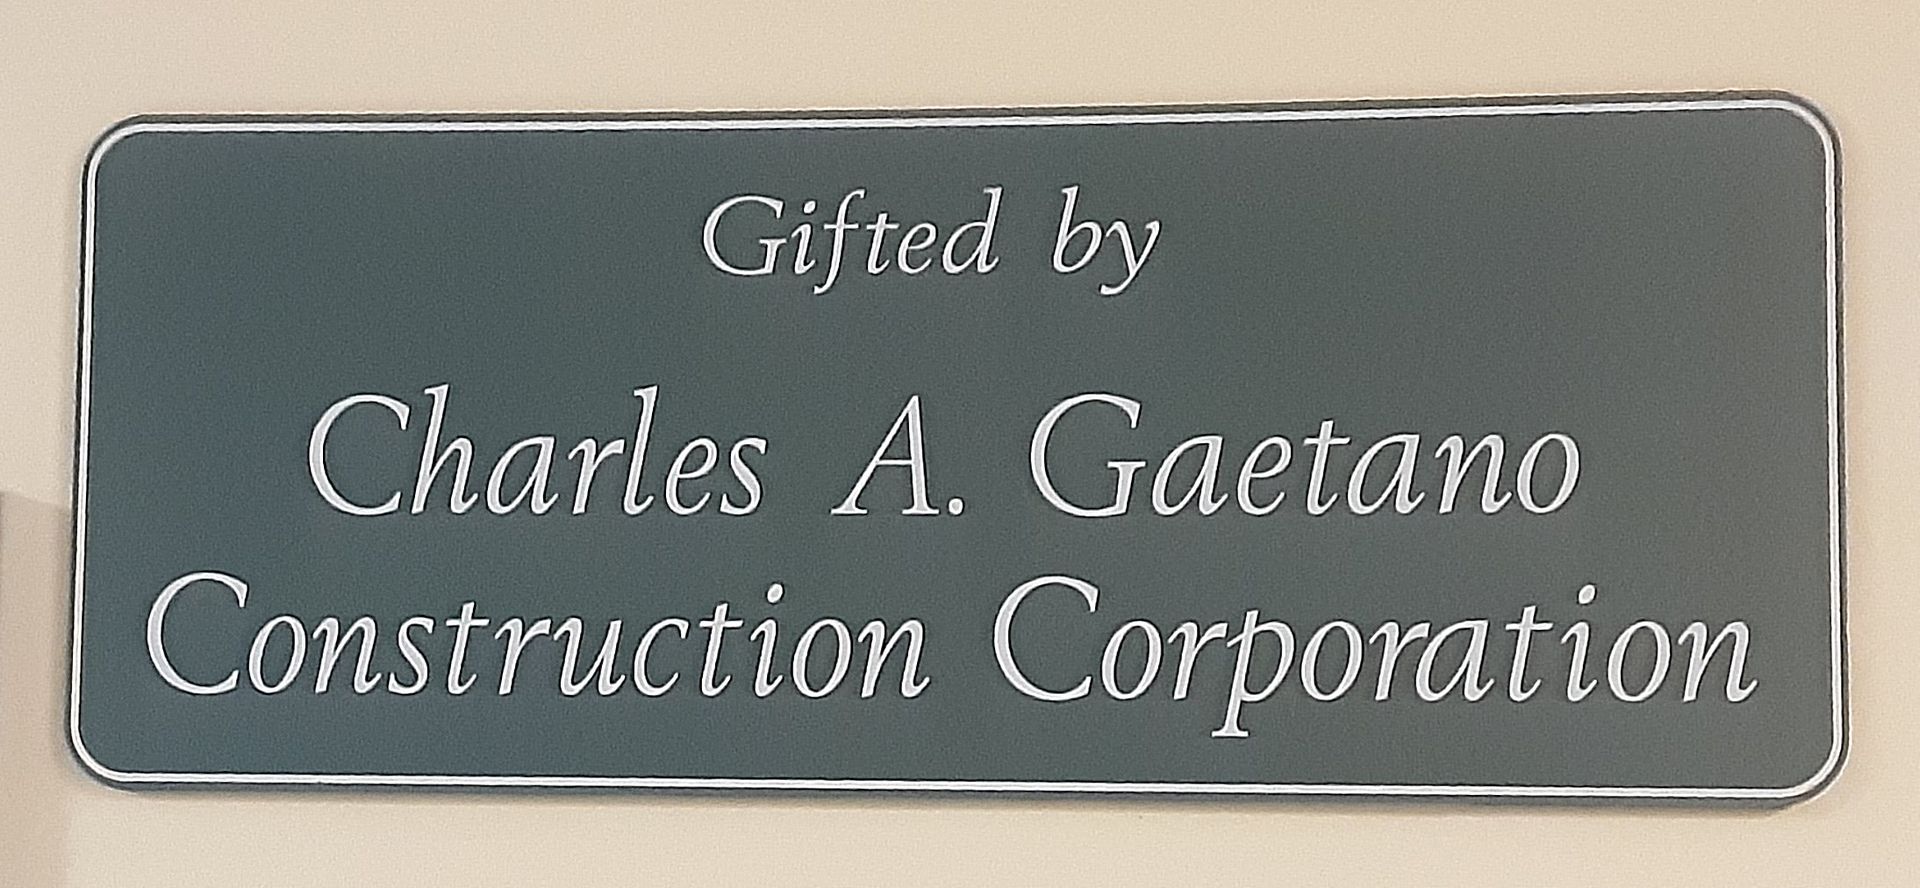 Gifted by
Charles A. Gaetano
Construction Corporation